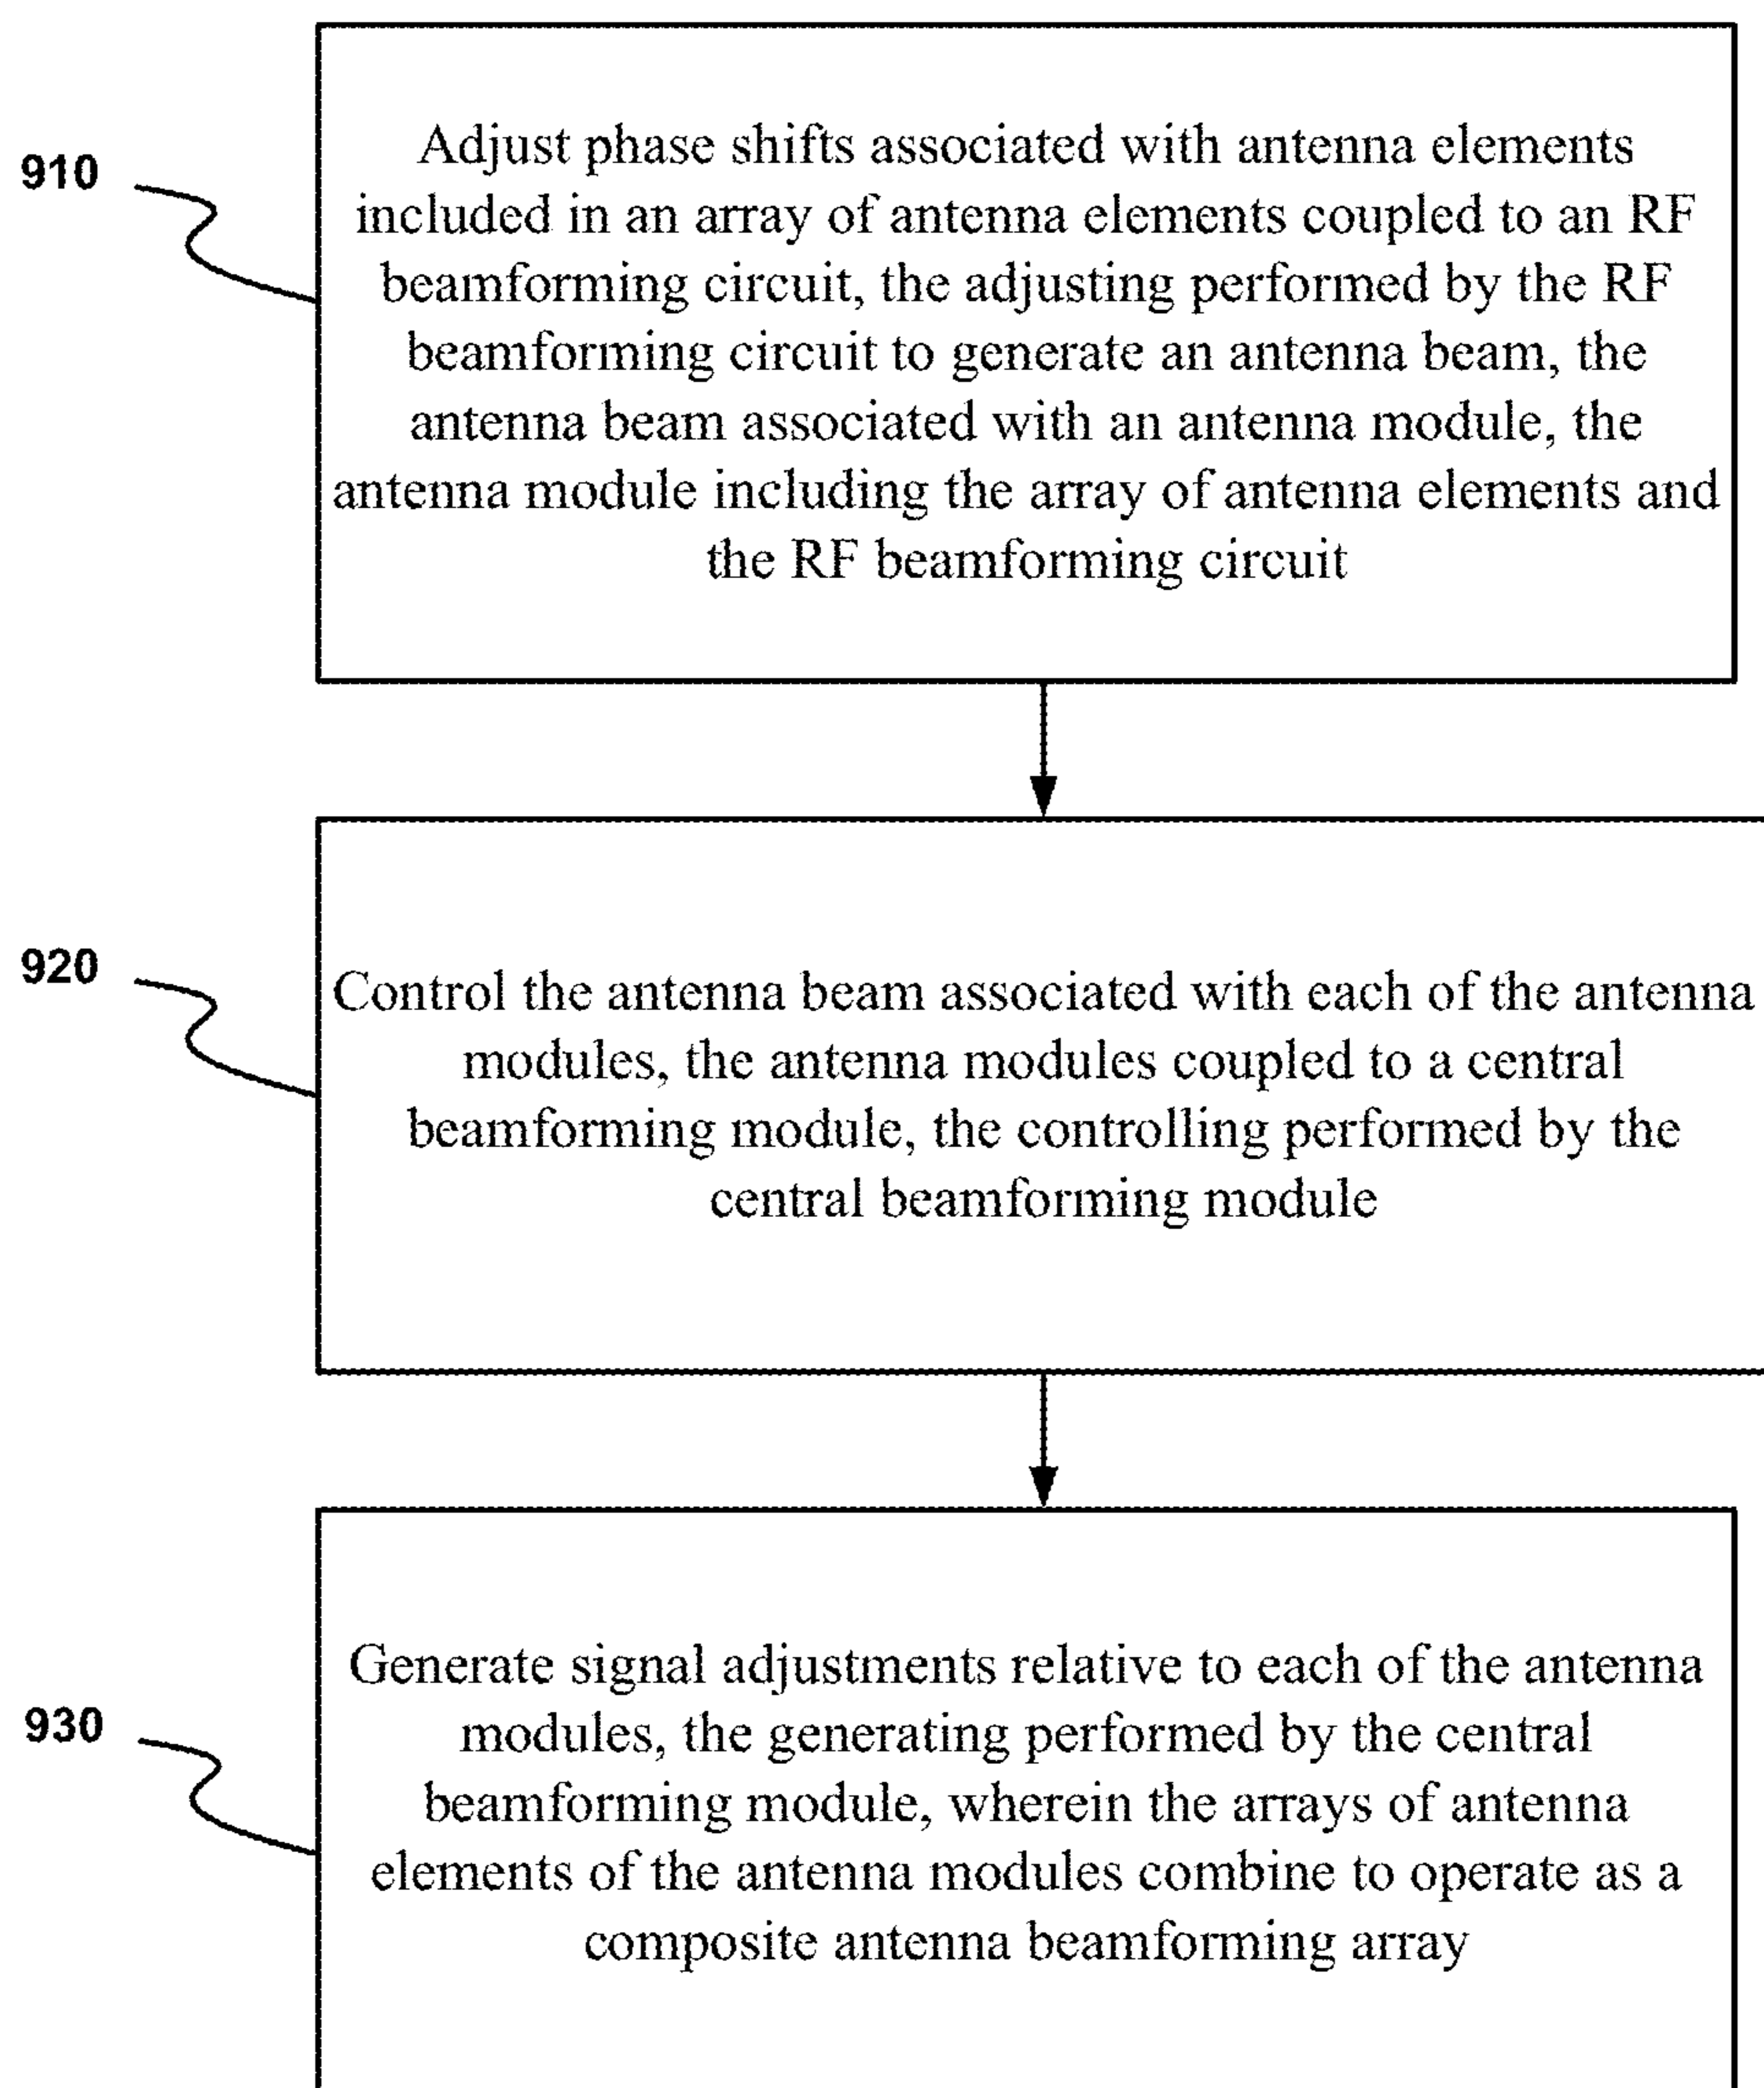 910
Adjust phase shifts associated with antenna elements
included in an array of antenna elements coupled to an RF
beamforming circuit, the adjusting performed by the RF
beamforming circuit to generate an antenna beam, the
antenna beam associated with an antenna module, the
antenna module including the array of antenna elements and
the RF beamforming circuit
920
Control the antenna beam associated with each of the antenna
modules, the antenna modules coupled to a central
beamforming module, the controlling performed by the
central beamforming module
930
Generate signal adjustments relative to each of the antenna
modules, the generating performed by the central
beamforming module, wherein the arrays of antenna
elements of the antenna modules combine to operate as a
composite antenna beamforming array